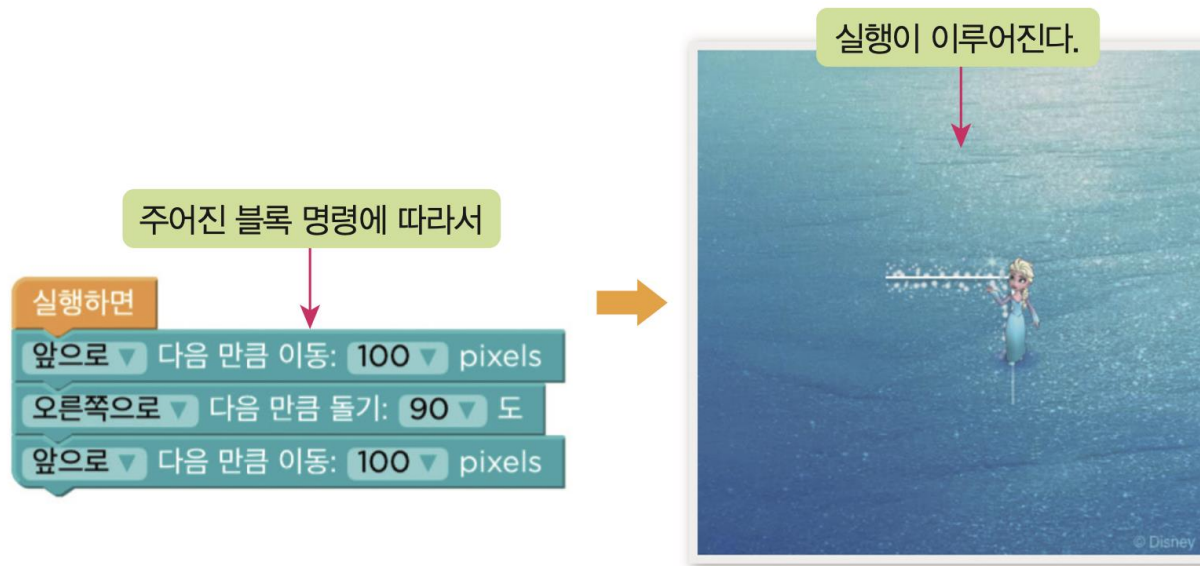 실행이 이루어진다.
주어진 블록 명령에 따라서
실행하면
앞으로 다음 만큼 이동: 100 pixels
오른쪽으로 다음 만큼 돌기: 90 도
앞으로 다음 만큼 이동: 100 pixels
© Disney